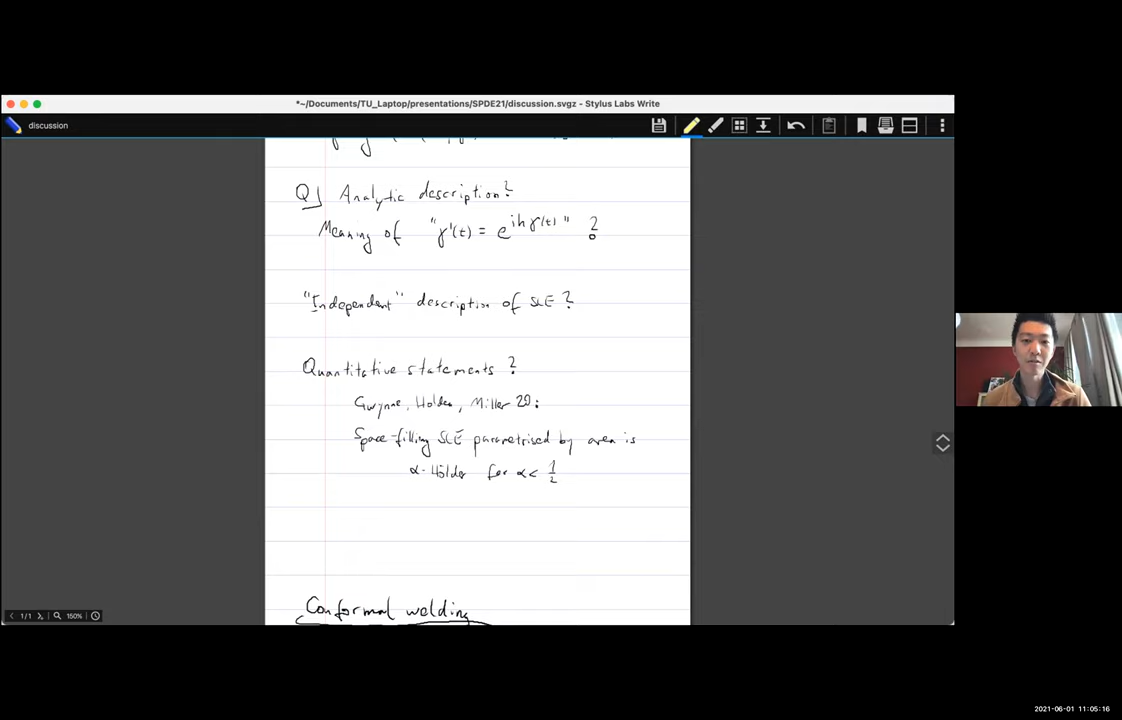 *~/Documents/TU_Laptop/presentations/SPDE21/discussion.svgz - Stylus Labs Write
discussion
Q1 Analytic description?
Meaning of "γ'(t) = e^{ihγ(t)}" ?
"Independent" description of SLE ?
Quantitative statements ?
Gwynne, Holden, Miller 20:
Space-filling SLE parametrised by area is
α-Hölder for α < 1/2
Conformal welding
1/1
150%
2021-06-01 11:05:16